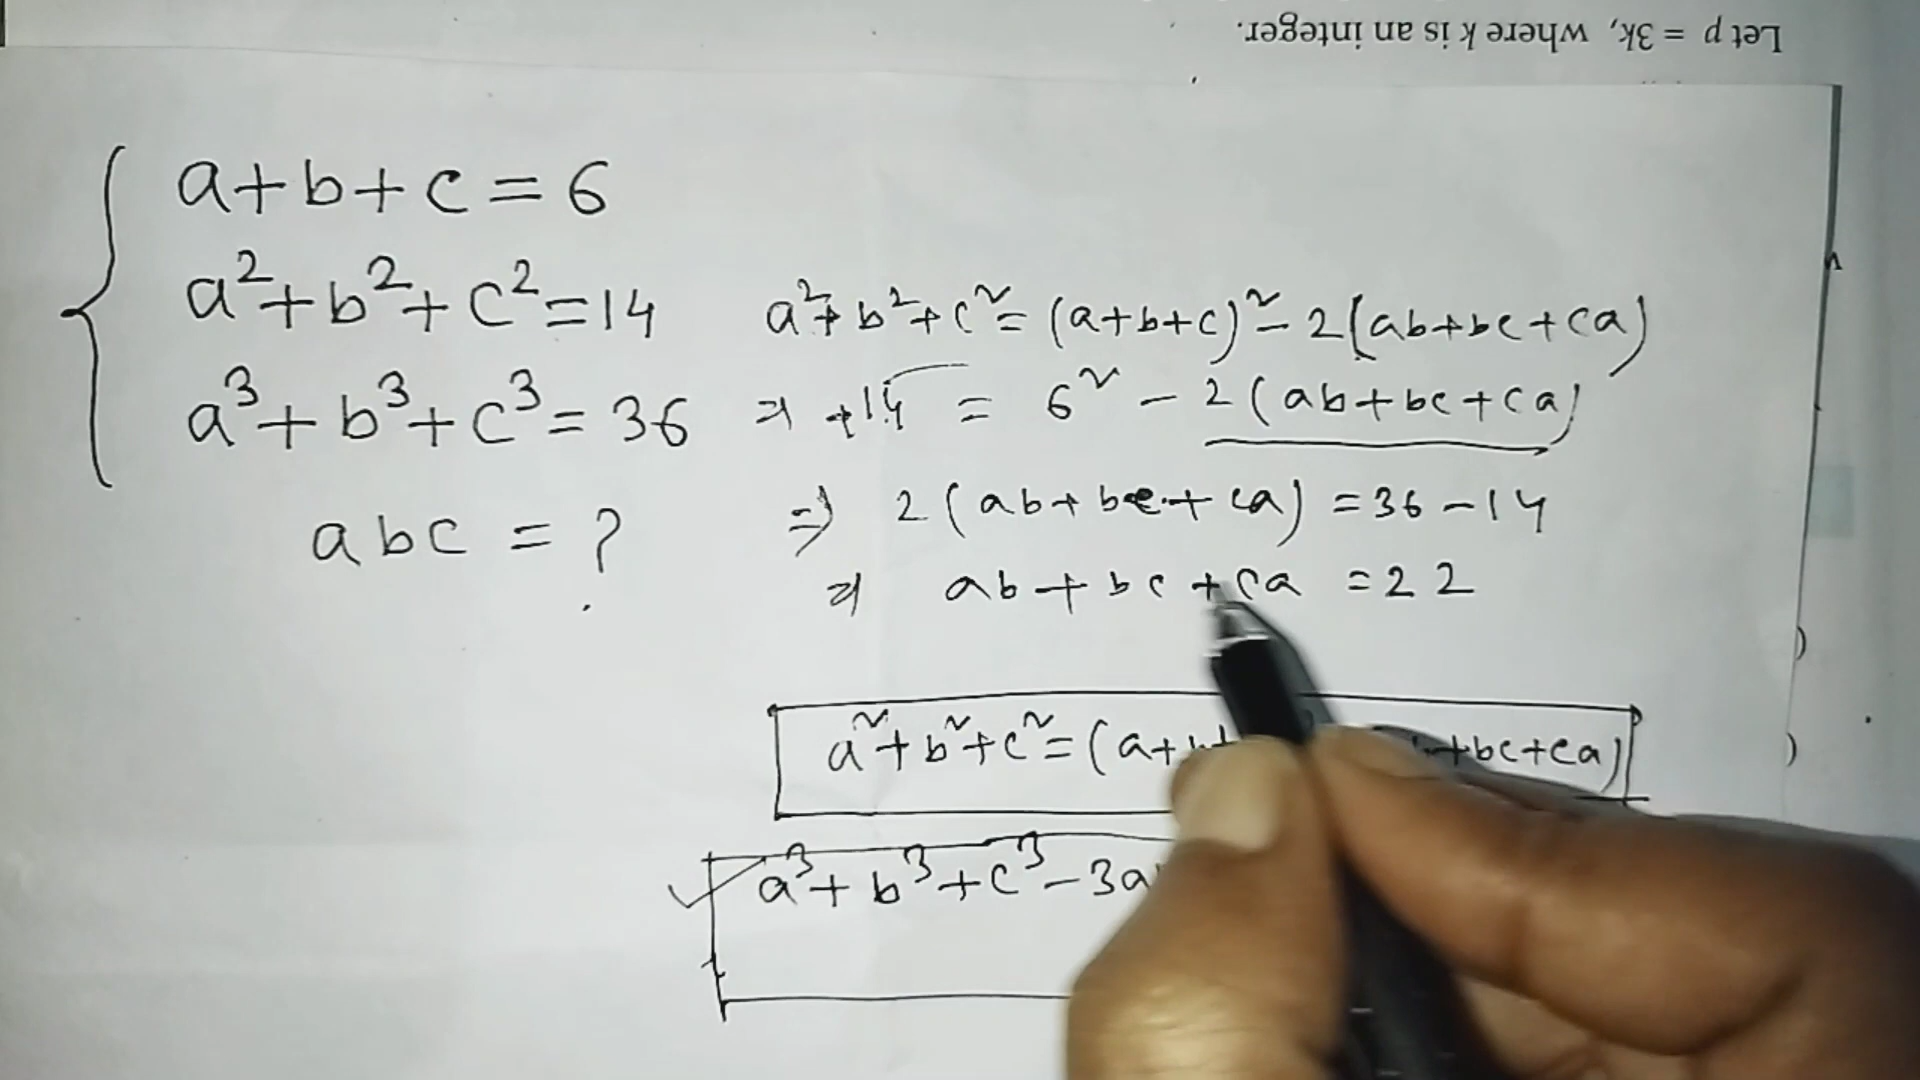 Let p = 3k, where k is an integer.
a+b+c=6
a²+b²+c²=14
a³+b³+c³=36
abc = ?
a²+b²+c²=(a+b+c)²-2(ab+bc+ca)
⇒ +14 = 6² - 2(ab+bc+ca)
⇒ 2(ab+bc+ca) = 36-14
⇒ ab+bc+ca = 22
a²+b²+c²=(a+b+ +bc+ca)
a³+b³+c³-3a